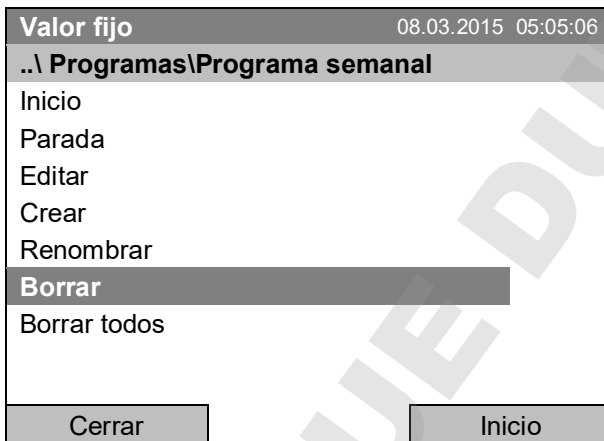 Valor fijo 08.03.2015 05:05:06
..\ Programas\Programa semanal
Inicio
Parada
Editar
Crear
Renombrar
Borrar
Borrar todos
Cerrar Inicio